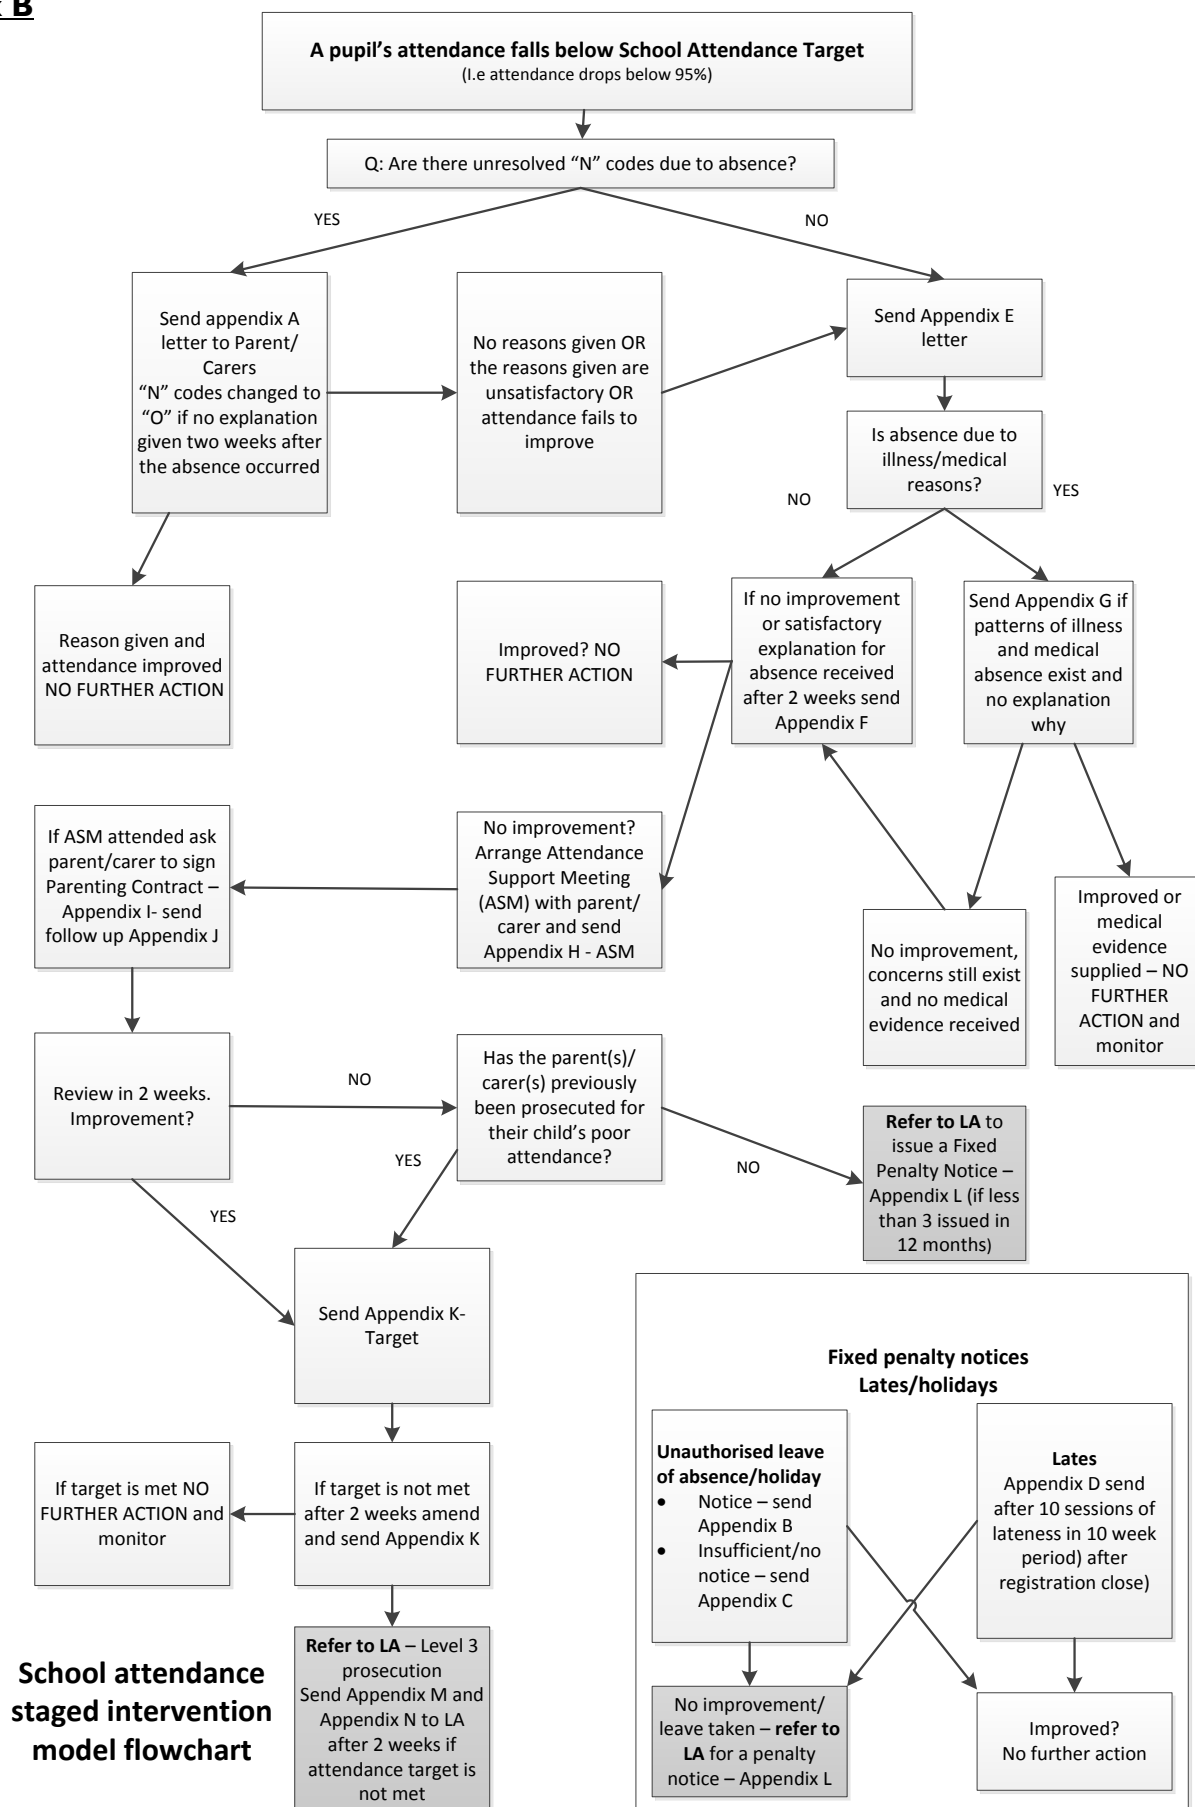 B
A pupil's attendance falls below School Attendance Target
(I.e attendance drops below 95%)
Q: Are there unresolved “N” codes due to absence?
YES
NO
Send appendix A
letter to Parent/
Carers
“N” codes changed to
“O” if no explanation
given two weeks after
the absence occurred
No reasons given OR
the reasons given are
unsatisfactory OR
attendance fails to
improve
Send Appendix E
letter
Is absence due to
illness/medical
reasons?
NO
YES
Reason given and
attendance improved
NO FURTHER ACTION
Improved? NO
FURTHER ACTION
If no improvement
or satisfactory
explanation for
absence received
after 2 weeks send
Appendix F
Send Appendix G if
patterns of illness
and medical
absence exist and
no explanation
why
If ASM attended ask
parent/carer to sign
Parenting Contract –
Appendix I- send
follow up Appendix J
No improvement?
Arrange Attendance
Support Meeting
(ASM) with parent/
carer and send
Appendix H - ASM
No improvement,
concerns still exist
and no medical
evidence received
Improved or
medical
evidence
supplied – NO
FURTHER
ACTION and
monitor
Review in 2 weeks.
Improvement?
NO
Has the parent(s)/
carer(s) previously
been prosecuted for
their child's poor
attendance?
YES
NO
YES
Refer to LA to
issue a Fixed
Penalty Notice –
Appendix L (if less
than 3 issued in
12 months)
Send Appendix K-
Target
If target is met NO
FURTHER ACTION and
monitor
If target is not met
after 2 weeks amend
and send Appendix K
Refer to LA – Level 3
prosecution
Send Appendix M and
Appendix N to LA
after 2 weeks if
attendance target is
not met
School attendance
staged intervention
model flowchart
Fixed penalty notices
Lates/holidays
Unauthorised leave
of absence/holiday
• Notice – send
Appendix B
• Insufficient/no
notice – send
Appendix C
Lates
Appendix D send
after 10 sessions of
lateness in 10 week
period) after
registration close)
No improvement/
leave taken – refer to
LA for a penalty
notice – Appendix L
Improved?
No further action